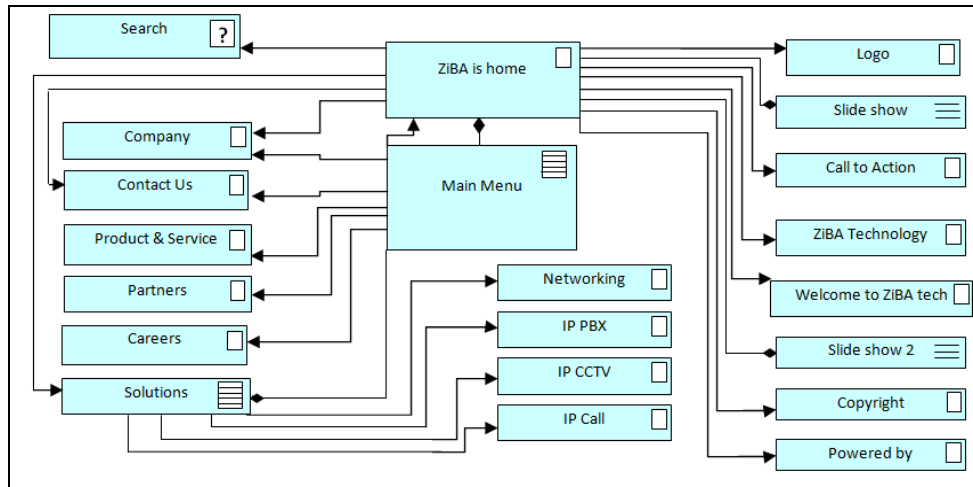 Search
?
ZiBA is home
Logo
Slide show
Company
Call to Action
Contact Us
Main Menu
Product & Service
ZiBA Technology
Networking
Welcome to ZiBA tech
Partners
IP PBX
Careers
Slide show 2
IP CCTV
Solutions
Copyright
IP Call
Powered by